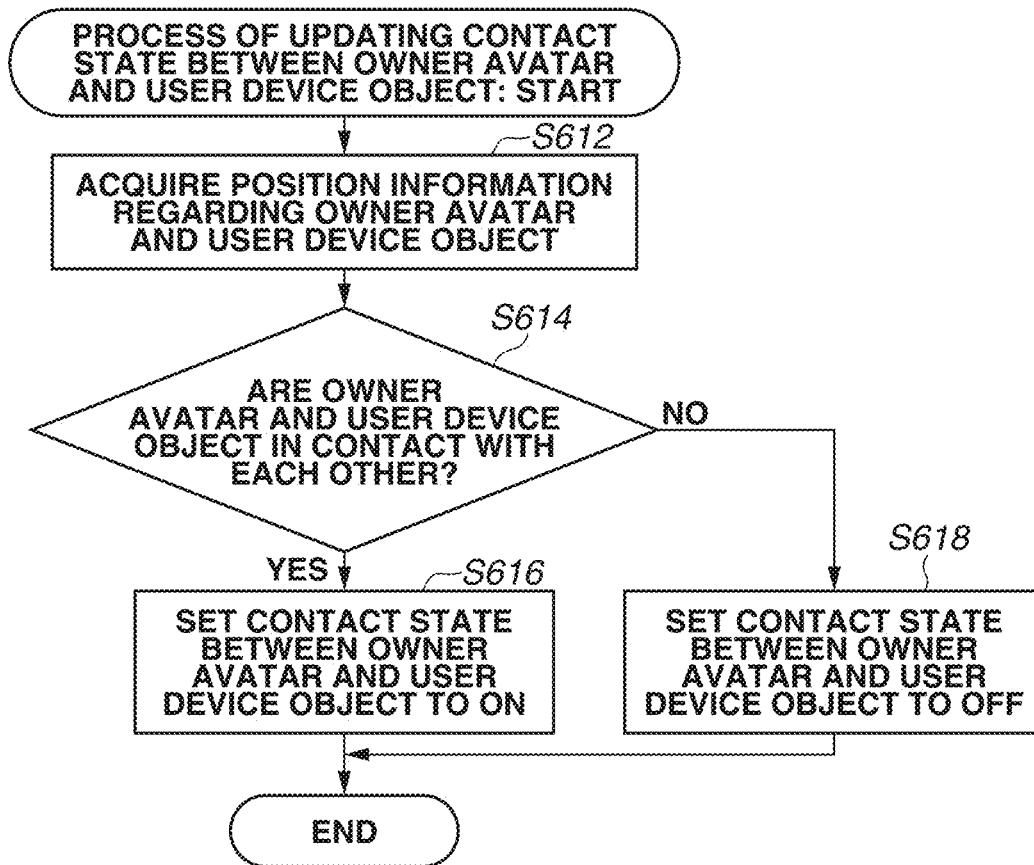 PROCESS OF UPDATING CONTACT
STATE BETWEEN OWNER AVATAR
AND USER DEVICE OBJECT: START
S612
ACQUIRE POSITION INFORMATION
REGARDING OWNER AVATAR
AND USER DEVICE OBJECT
S614
ARE OWNER
AVATAR AND USER DEVICE
OBJECT IN CONTACT WITH
EACH OTHER?
NO
YES
S616
SET CONTACT STATE
BETWEEN OWNER
AVATAR AND USER
DEVICE OBJECT TO ON
S618
SET CONTACT STATE
BETWEEN OWNER
AVATAR AND USER
DEVICE OBJECT TO OFF
END